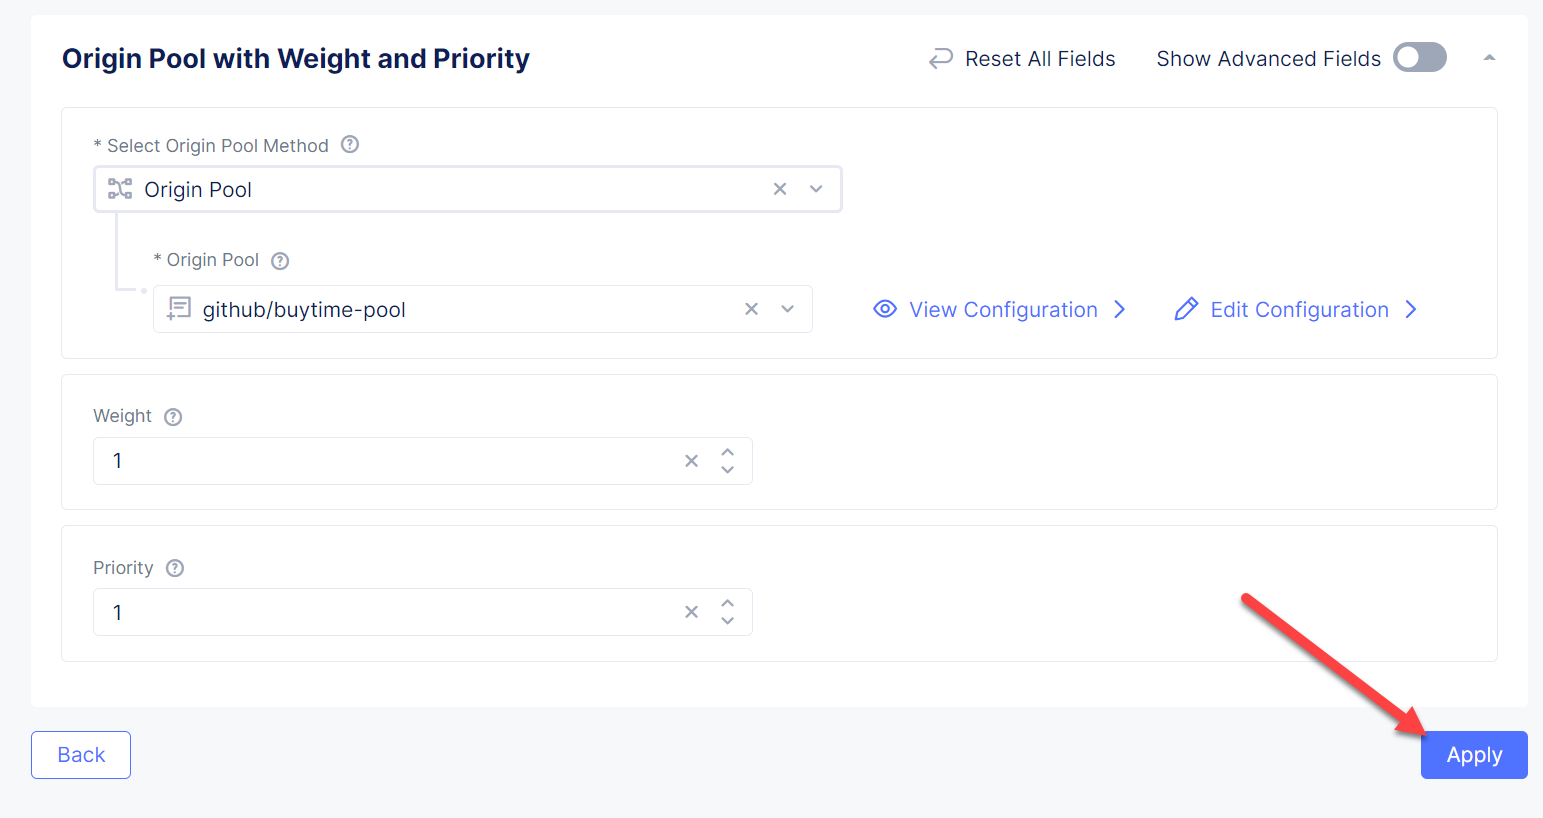 Origin Pool with Weight and Priority
Reset All Fields
Show Advanced Fields
* Select Origin Pool Method
Origin Pool
* Origin Pool
github/buytime-pool
View Configuration
Edit Configuration
Weight
1
Priority
1
Back
Apply